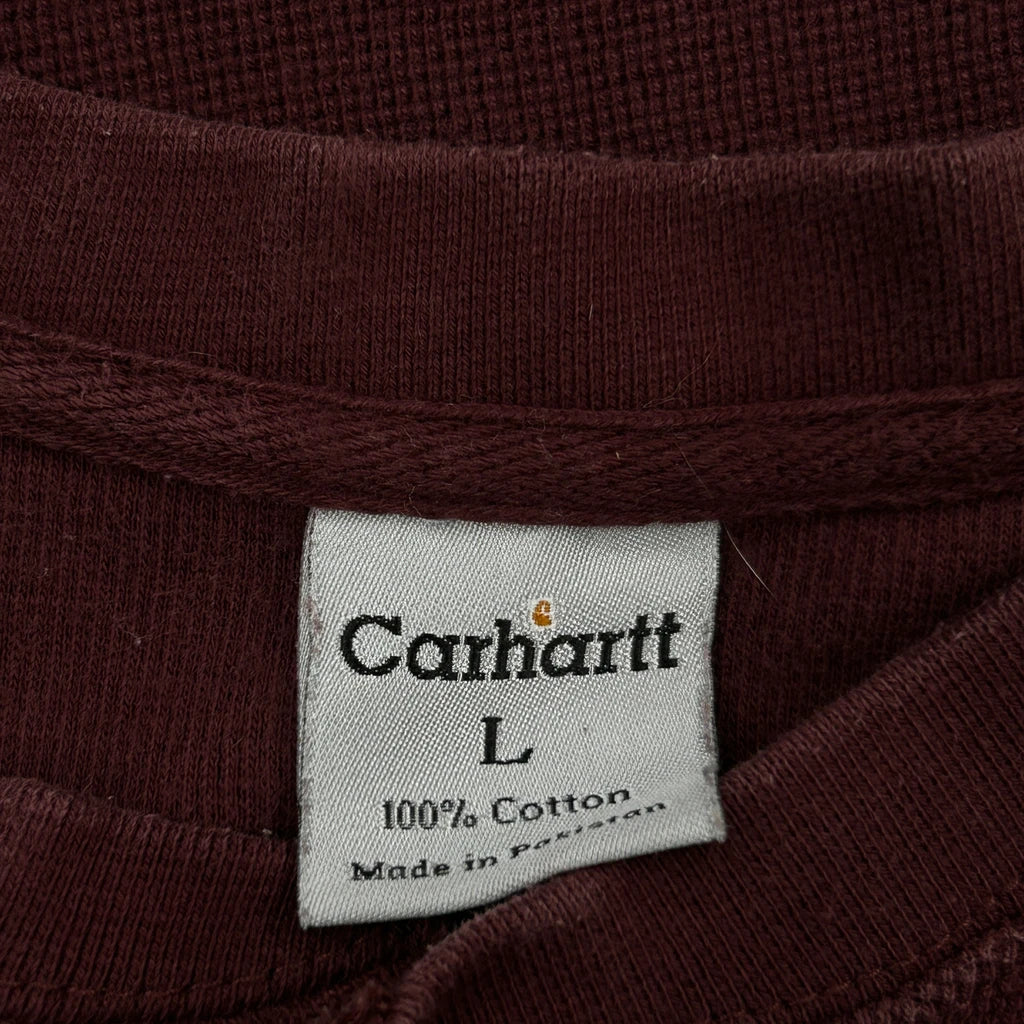 Carhartt
L
100% Cotton
Made in Pakistan